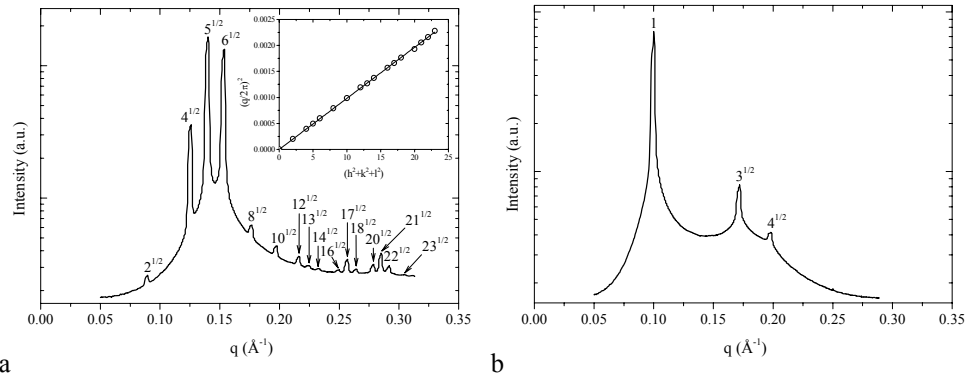 5^{1/2}
6^{1/2}
4^{1/2}
2^{1/2}
8^{1/2}
10^{1/2}
12^{1/2}
13^{1/2}
14^{1/2}
16^{1/2}
17^{1/2}
18^{1/2}
20^{1/2}
21^{1/2}
22^{1/2}
23^{1/2}
Intensity (a.u.)
0.00 0.05 0.10 0.15 0.20 0.25 0.30 0.35
q (Å^{-1})
0.0025
0.0020
0.0015
0.0010
0.0005
0.0000
(q/2π)^2
0 5 10 15 20 25
(h^2+k^2+l^2)
a
1
3^{1/2}
4^{1/2}
Intensity (a.u.)
0.00 0.05 0.10 0.15 0.20 0.25 0.30 0.35
q (Å^{-1})
b